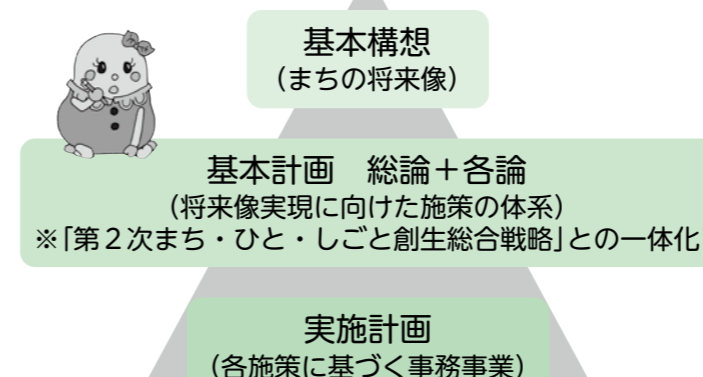 基本構想
（まちの将来像）
基本計画　総論＋各論
（将来像実現に向けた施策の体系）
※「第２次まち・ひと・しごと創生総合戦略」との一体化
実施計画
（各施策に基づく事務事業）